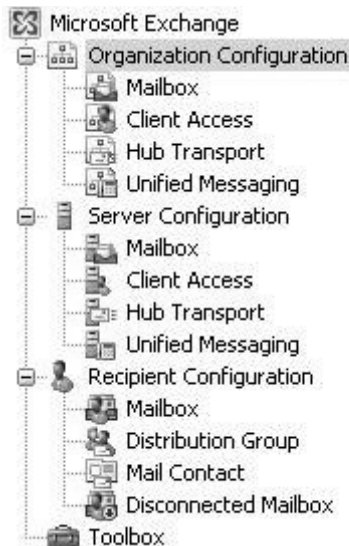 Microsoft Exchange
Organization Configuration
Mailbox
Client Access
Hub Transport
Unified Messaging
Server Configuration
Mailbox
Client Access
Hub Transport
Unified Messaging
Recipient Configuration
Mailbox
Distribution Group
Mail Contact
Disconnected Mailbox
Toolbox